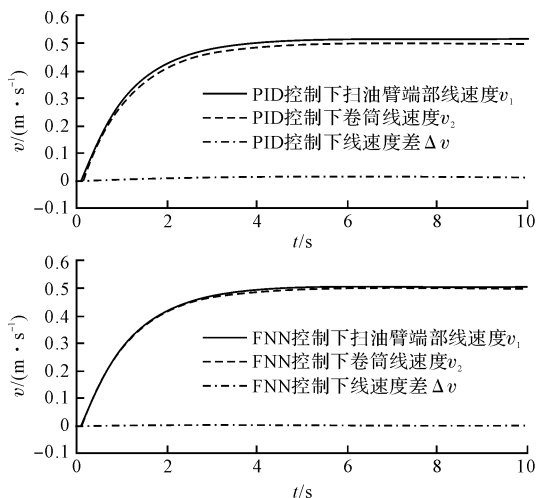 0.6
0.5
0.4
0.3
0.2
0.1
0
−0.1
v/(m·s⁻¹)
PID控制下扫油臂端部线速度v₁
PID控制下卷筒线速度v₂
PID控制下线速度差Δv
0 2 4 6 8 10
t/s
0.6
0.5
0.4
0.3
0.2
0.1
0
−0.1
v/(m·s⁻¹)
FNN控制下扫油臂端部线速度v₁
FNN控制下卷筒线速度v₂
FNN控制下线速度差Δv
0 2 4 6 8 10
t/s